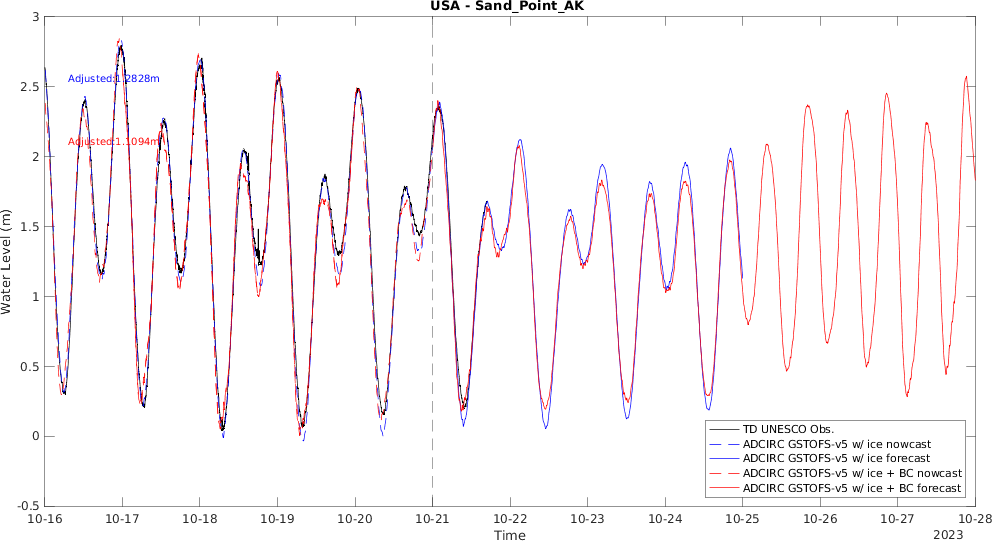 USA - Sand_Point_AK
3
2.5
2
1.5
1
0.5
0
-0.5
Water Level (m)
Adjusted:1.2828m
Adjusted:1.1094m
TD UNESCO Obs.
ADCIRC GSTOFS-v5 w/ ice nowcast
ADCIRC GSTOFS-v5 w/ ice forecast
ADCIRC GSTOFS-v5 w/ ice + BC nowcast
ADCIRC GSTOFS-v5 w/ ice + BC forecast
10-16 10-17 10-18 10-19 10-20 10-21 10-22 10-23 10-24 10-25 10-26 10-27 10-28
Time
2023